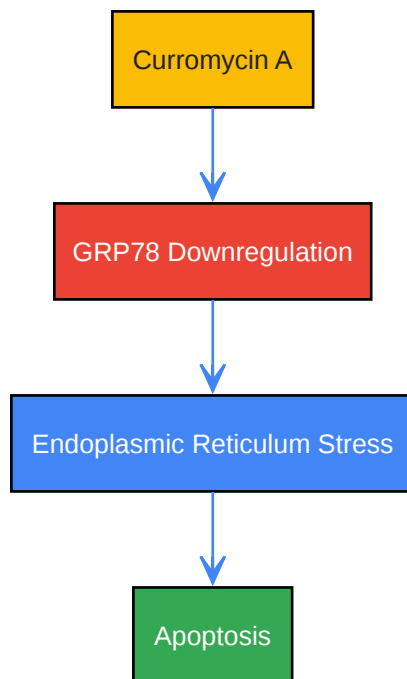 Curromycin A
GRP78 Downregulation
Endoplasmic Reticulum Stress
Apoptosis